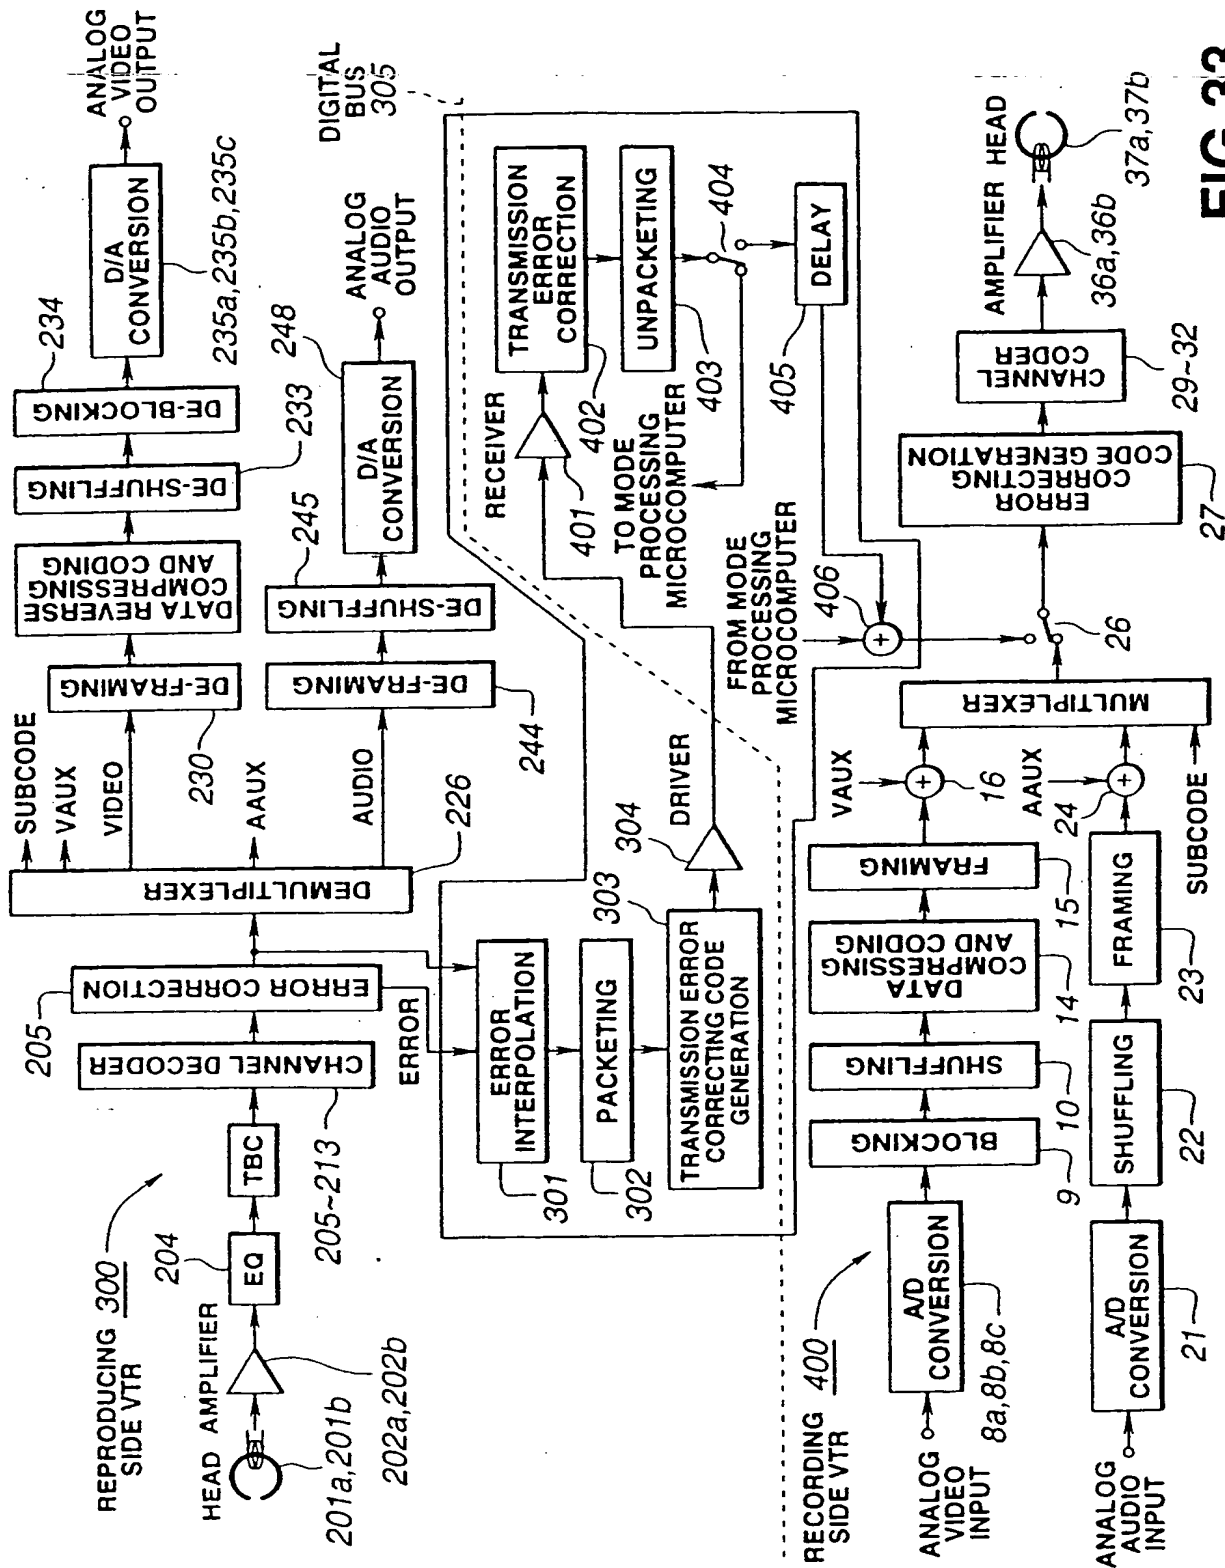 REPRODUCING 300
SIDE VTR
HEAD AMPLIFIER
201a,201b
202a,202b
204
EQ
TBC
CHANNEL DECODER
205~213
205
ERROR CORRECTION
ERROR
DEMULTIPLEXER
226
SUBCODE
VAUX
VIDEO
AAUX
AUDIO
DE-FRAMING
230
DATA REVERSE
COMPRESSING
AND CODING
DE-SHUFFLING
233
DE-BLOCKING
234
D/A
CONVERSION
235a,235b,235c
ANALOG
VIDEO
OUTPUT
DE-FRAMING
244
DE-SHUFFLING
245
D/A
CONVERSION
248
ANALOG
AUDIO
OUTPUT
DIGITAL
BUS
305
ERROR
INTERPOLATION
301
PACKETING
302
TRANSMISSION ERROR
CORRECTING CODE
GENERATION
303
304
DRIVER
RECEIVER
401
TRANSMISSION
ERROR
CORRECTION
402
UNPACKETING
403
404
TO MODE
PROCESSING
MICROCOMPUTER
DELAY
405
FROM MODE
PROCESSING
MICROCOMPUTER
406
+
RECORDING 400
SIDE VTR
ANALOG
VIDEO
INPUT
A/D
CONVERSION
8a,8b,8c
BLOCKING
9
SHUFFLING
10
DATA
COMPRESSING
AND CODING
14
FRAMING
15
VAUX
+
16
ANALOG
AUDIO
INPUT
A/D
CONVERSION
21
SHUFFLING
22
FRAMING
23
AAUX
+
24
SUBCODE
MULTIPLEXER
26
ERROR
CORRECTING
CODE GENERATION
27
CHANNEL
CODER
29~32
AMPLIFIER HEAD
36a,36b
37a,37b
FIG.33